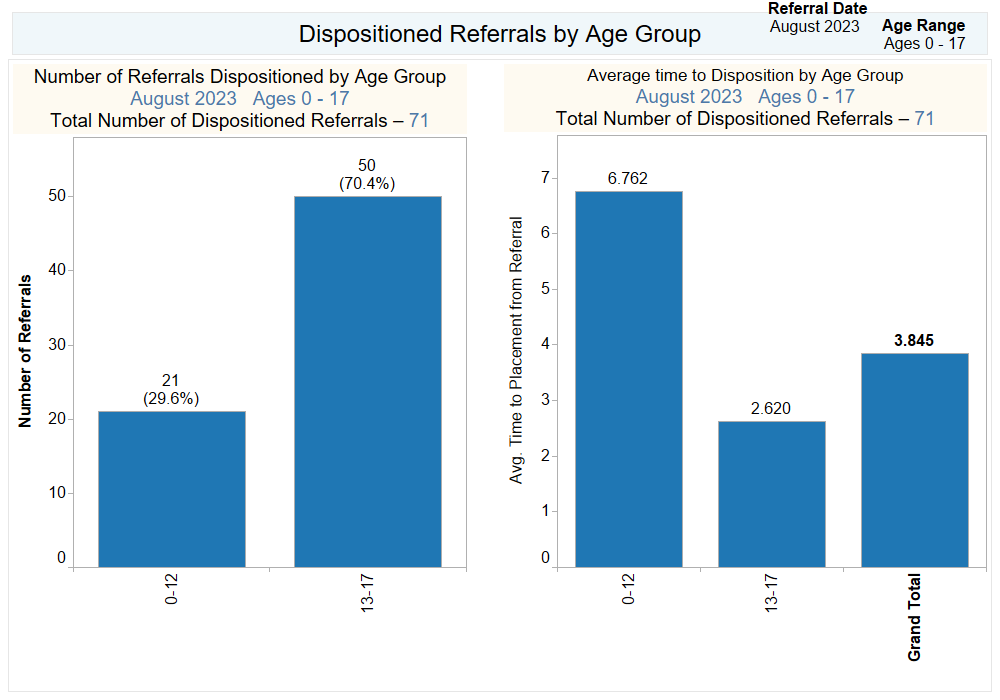 Dispositioned Referrals by Age Group
Referral Date
August 2023
Age Range
Ages 0 - 17
Number of Referrals Dispositioned by Age Group
August 2023 Ages 0 - 17
Total Number of Dispositioned Referrals – 71
Number of Referrals
50
40
30
20
10
0
21
(29.6%)
50
(70.4%)
0-12
13-17
Average time to Disposition by Age Group
August 2023 Ages 0 - 17
Total Number of Dispositioned Referrals – 71
Avg. Time to Placement from Referral
7
6
5
4
3
2
1
0
6.762
2.620
3.845
0-12
13-17
Grand Total